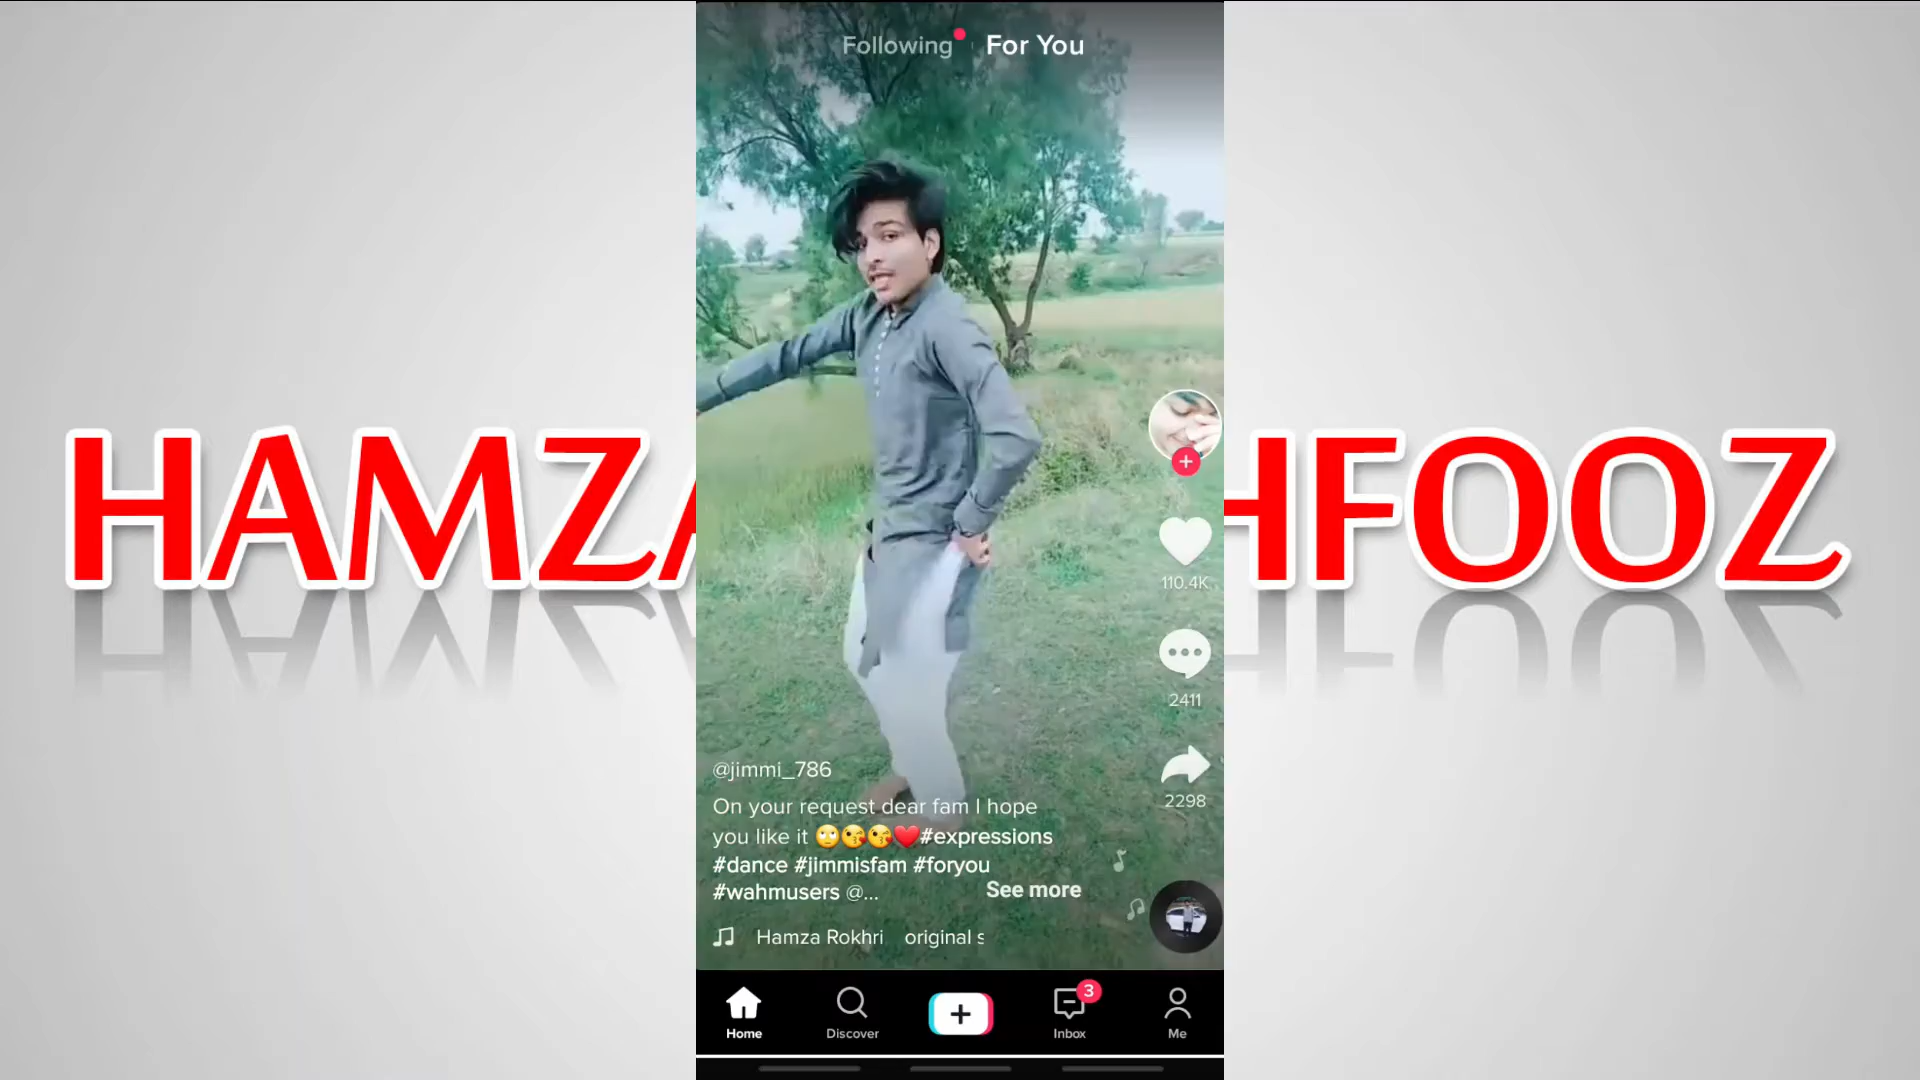 Following For You
HAMZA HFOOZ
110.4K
2411
2298
@jimmi_786
On your request dear fam I hope
you like it 🙄😘😘❤️#expressions
#dance #jimmisfam #foryou
#wahmusers @... See more
Hamza Rokhri original s
3
Home Discover Inbox Me